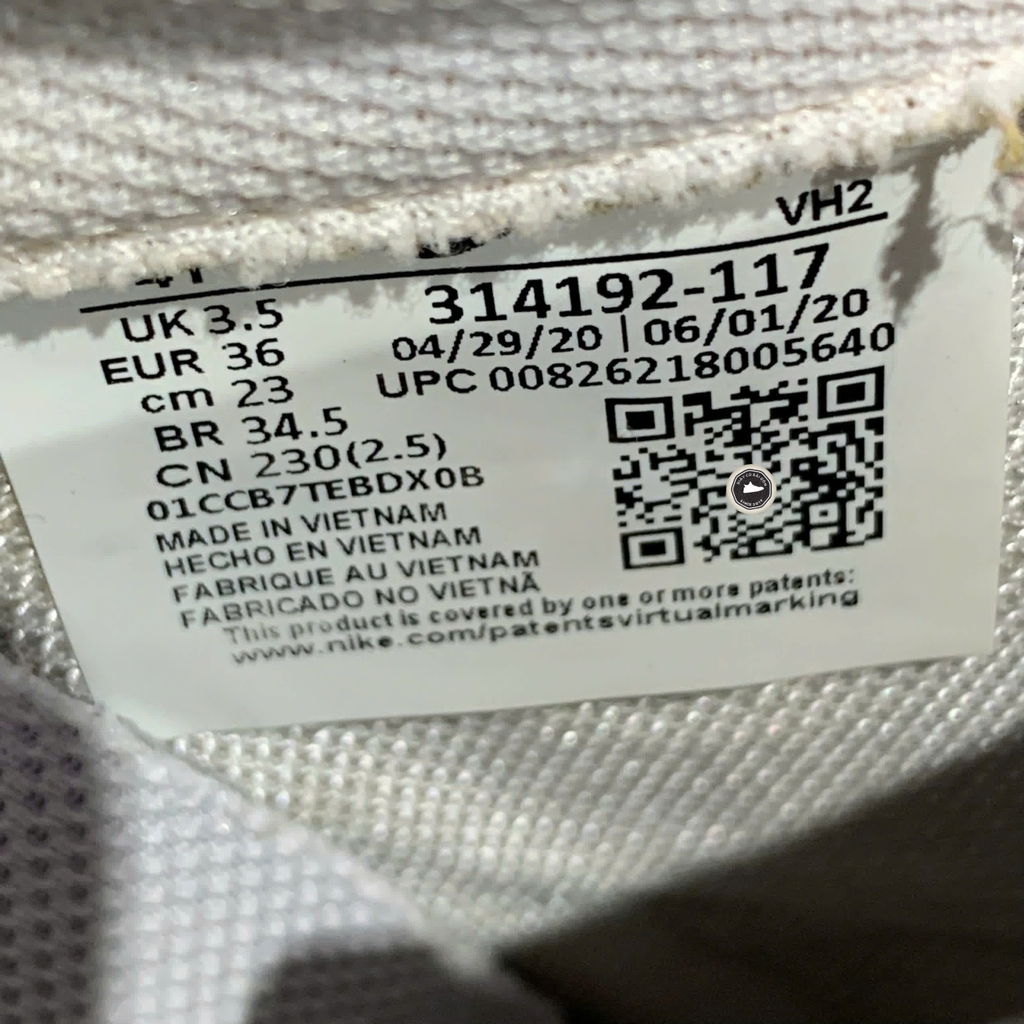 VH2
UK 3.5
314192-117
EUR 36
04/29/20 | 06/01/20
cm 23
UPC 00826218005640
BR 34.5
CN 230(2.5)
01CCB7TEBDX0B
MADE IN VIETNAM
HECHO EN VIETNAM
FABRIQUE AU VIETNAM
FABRICADO NO VIETNÃ
This product is covered by one or more patents:
www.nike.com/patentsvirtualmarking